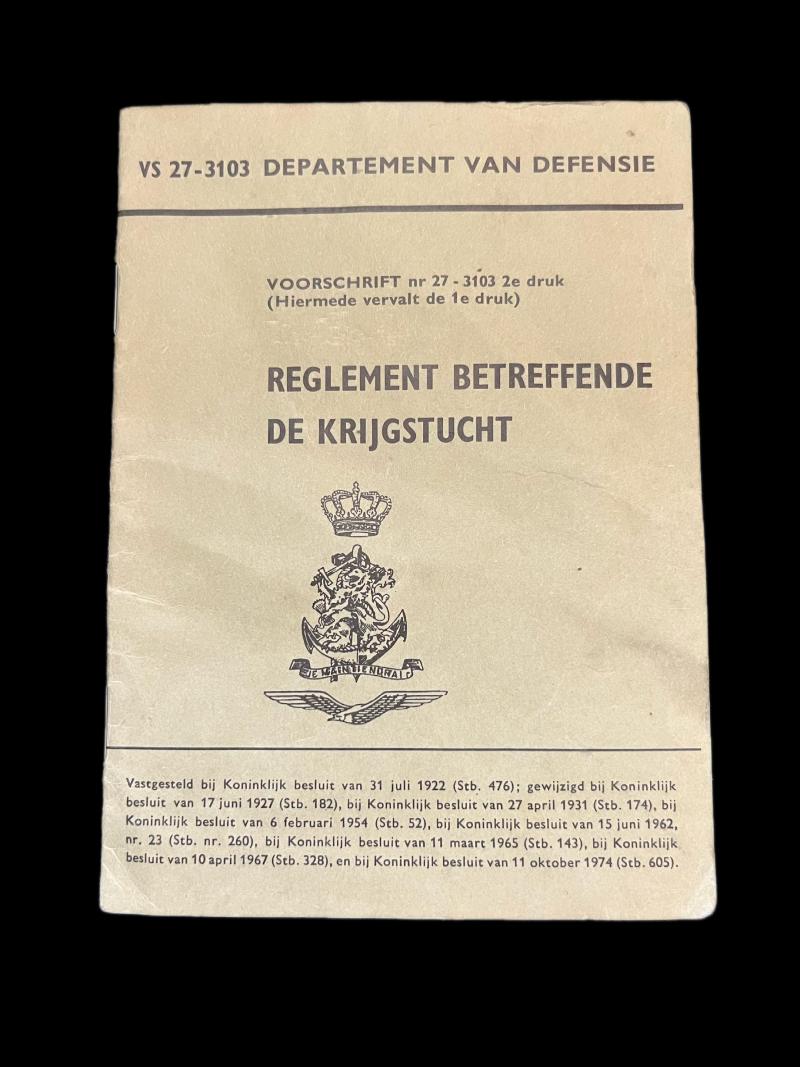 VS 27-3103 DEPARTEMENT VAN DEFENSIE
VOORSCHRIFT nr 27 - 3103 2e druk
(Hiermede vervalt de 1e druk)
REGLEMENT BETREFFENDE
DE KRIJGSTUCHT
JE MAINTIENDRAI
Vastgesteld bij Koninklijk besluit van 31 juli 1922 (Stb. 476); gewijzigd bij Koninklijk
besluit van 17 juni 1927 (Stb. 182), bij Koninklijk besluit van 27 april 1931 (Stb. 174), bij
Koninklijk besluit van 6 februari 1954 (Stb. 52), bij Koninklijk besluit van 15 juni 1962,
nr. 23 (Stb. nr. 260), bij Koninklijk besluit van 11 maart 1965 (Stb. 143), bij Koninklijk
besluit van 10 april 1967 (Stb. 328), en bij Koninklijk besluit van 11 oktober 1974 (Stb. 605).